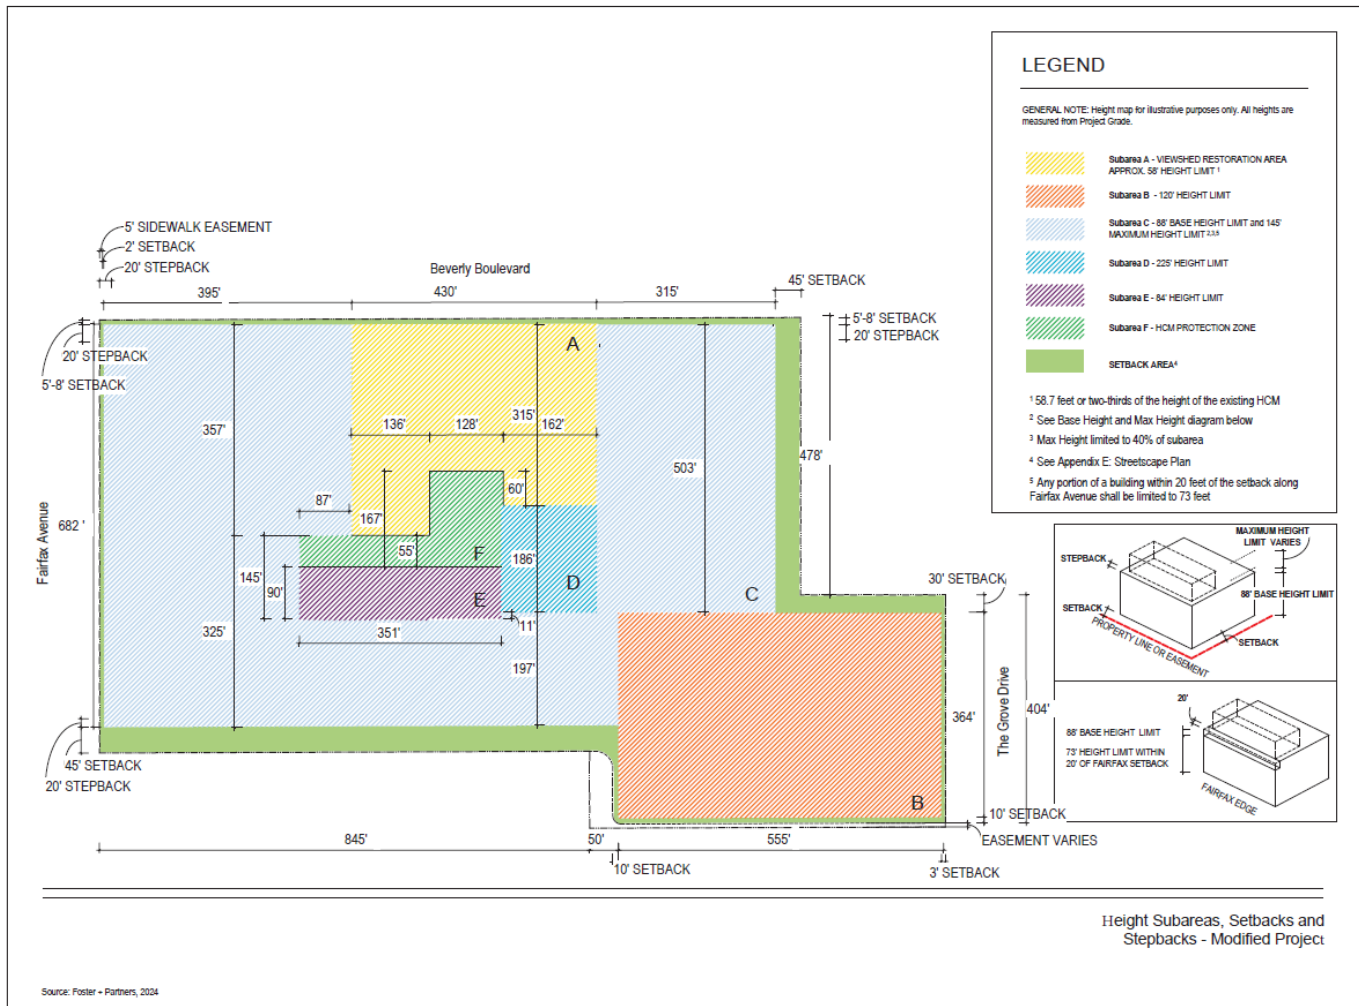 LEGEND
GENERAL NOTE: Height map for illustrative purposes only. All heights are
measured from Project Grade.
Subarea A - VIEWSHED RESTORATION AREA
APPROX. 58' HEIGHT LIMIT 1
Subarea B - 120' HEIGHT LIMIT
Subarea C - 88' BASE HEIGHT LIMIT and 145'
MAXIMUM HEIGHT LIMIT 2,3,5
Subarea D - 225' HEIGHT LIMIT
Subarea E - 84' HEIGHT LIMIT
Subarea F - HCM PROTECTION ZONE
SETBACK AREA4
1 58.7 feet or two-thirds of the height of the existing HCM
2 See Base Height and Max Height diagram below
3 Max Height limited to 40% of subarea
4 See Appendix E: Streetscape Plan
5 Any portion of a building within 20 feet of the setback along
Fairfax Avenue shall be limited to 73 feet
5' SIDEWALK EASEMENT
2' SETBACK
20' STEPBACK
Beverly Boulevard
45' SETBACK
395'
430'
315'
5'-8' SETBACK
20' STEPBACK
20' STEPBACK
5'-8' SETBACK
A
357'
136'
128'
315'
162'
503'
478'
87'
167'
60'
Fairfax Avenue
682 '
55'
F
186'
145'
90'
E
D
C
11'
325'
351'
197'
30' SETBACK
The Grove Drive
364'
404'
B
10' SETBACK
EASEMENT VARIES
45' SETBACK
20' STEPBACK
845'
50'
555'
10' SETBACK
3' SETBACK
MAXIMUM HEIGHT
LIMIT VARIES
STEPBACK
88' BASE HEIGHT LIMIT
SETBACK
SETBACK
PROPERTY LINE OR EASEMENT
20'
88' BASE HEIGHT LIMIT
73' HEIGHT LIMIT WITHIN
20' OF FAIRFAX SETBACK
FAIRFAX EDGE
Height Subareas, Setbacks and
Stepbacks - Modified Project
Source: Foster + Partners, 2024